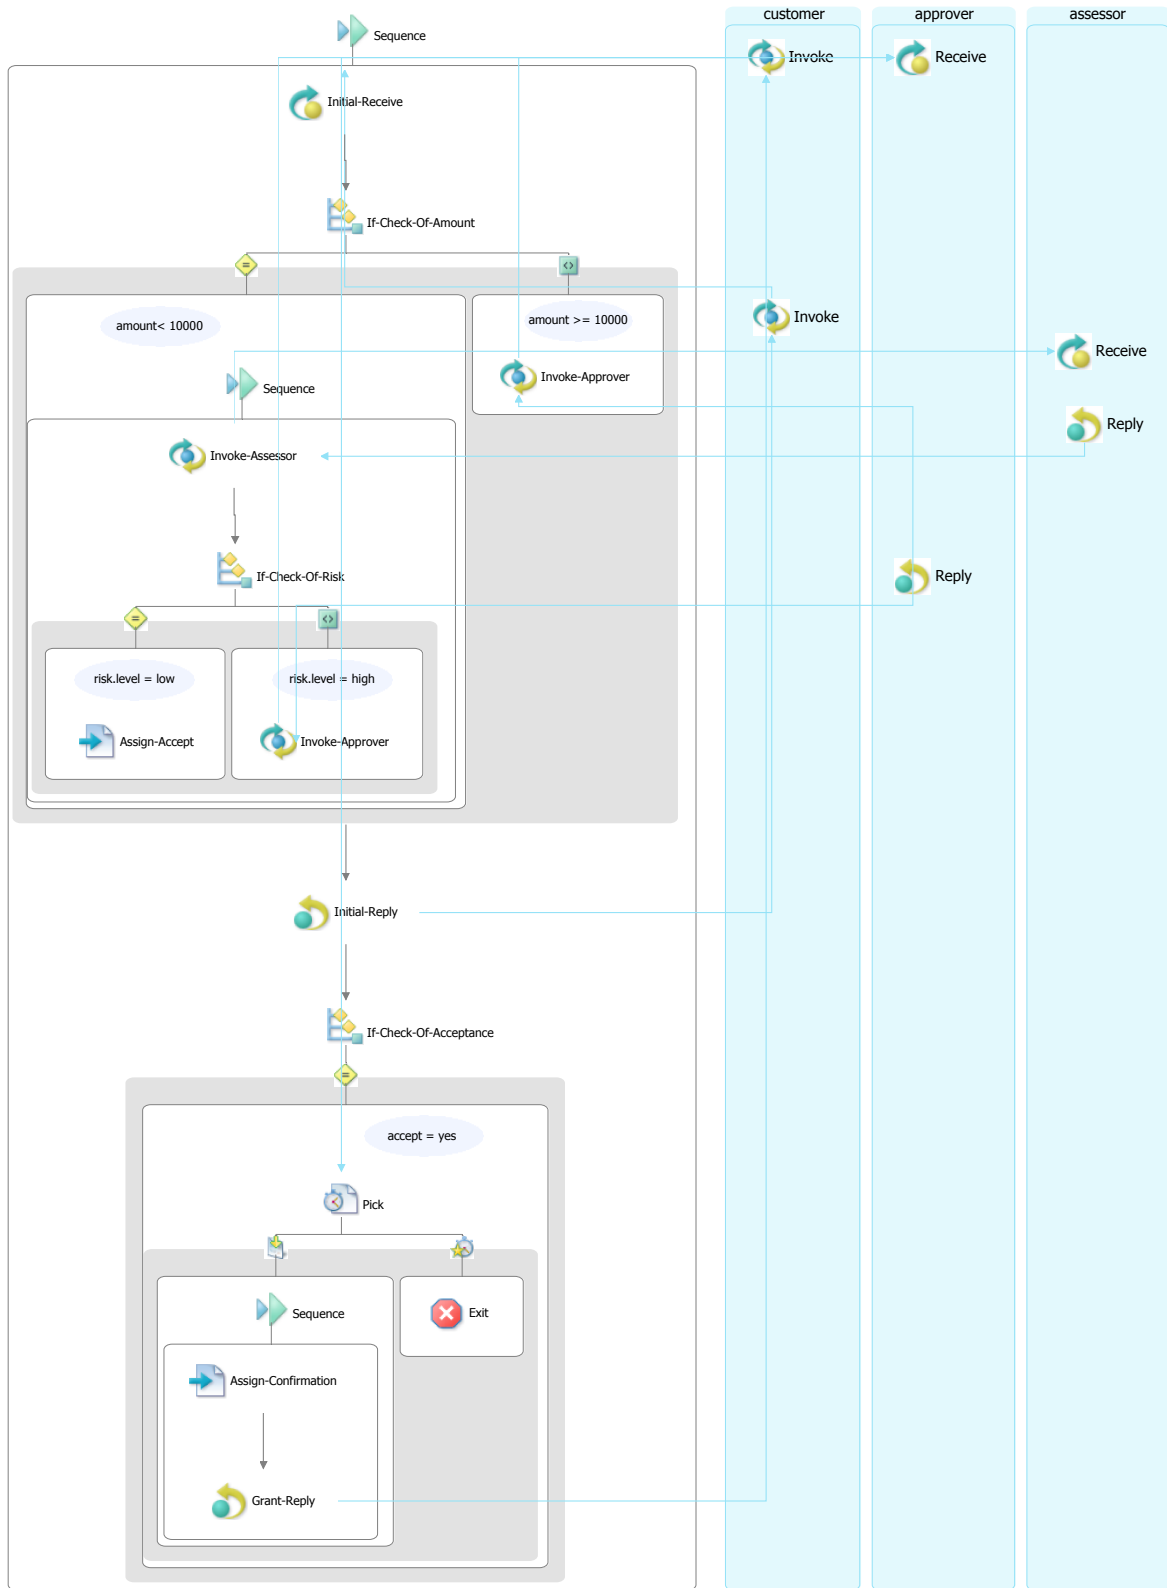 customer
approver
assessor
Sequence
Invoke
Receive
Initial-Receive
If-Check-Of-Amount
amount< 10000
amount >= 10000
Invoke
Receive
Sequence
Invoke-Approver
Reply
Invoke-Assessor
If-Check-Of-Risk
Reply
risk.level = low
risk.level = high
Assign-Accept
Invoke-Approver
Initial-Reply
If-Check-Of-Acceptance
accept = yes
Pick
Sequence
Exit
Assign-Confirmation
Grant-Reply